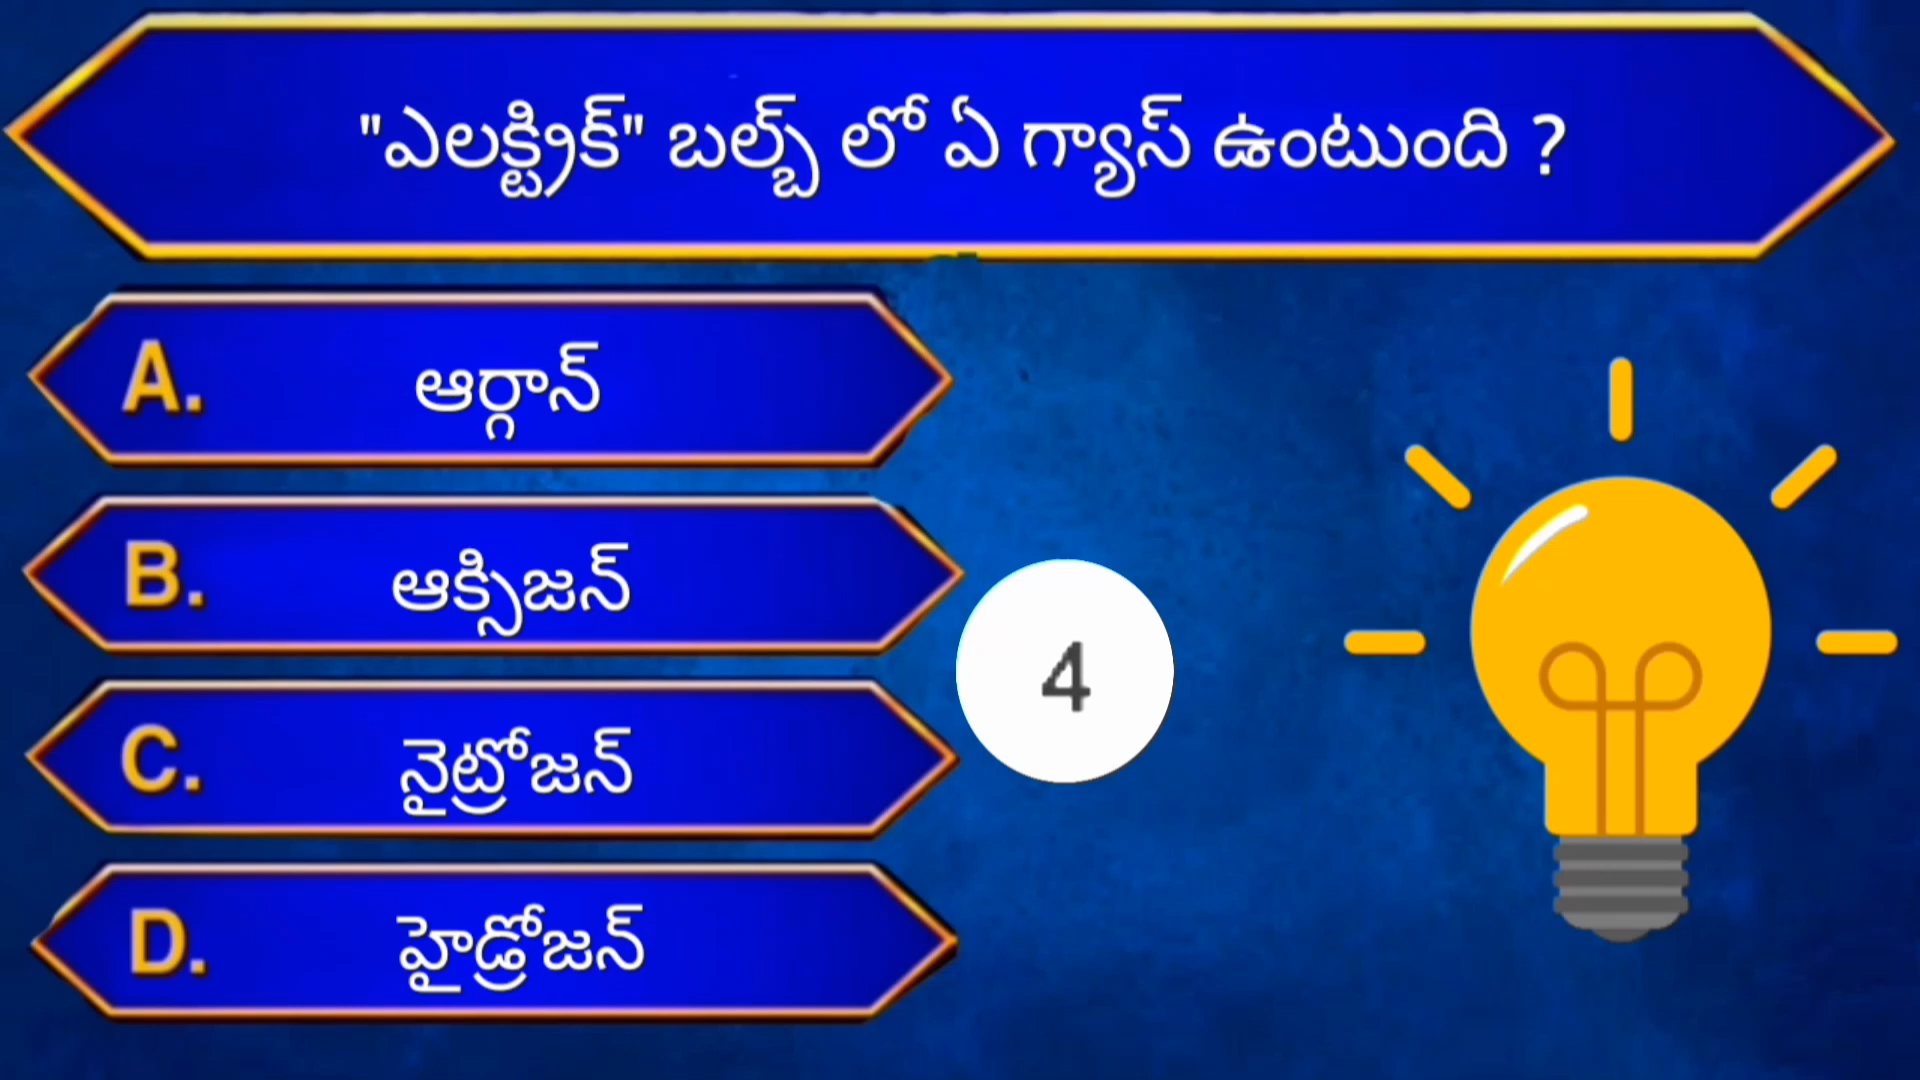 "ఎలక్ట్రిక్" బల్బ్ లో ఏ గ్యాస్ ఉంటుంది ?
A. ఆర్గాన్
B. ఆక్సిజన్
4
C. నైట్రోజన్
D. హైడ్రోజన్